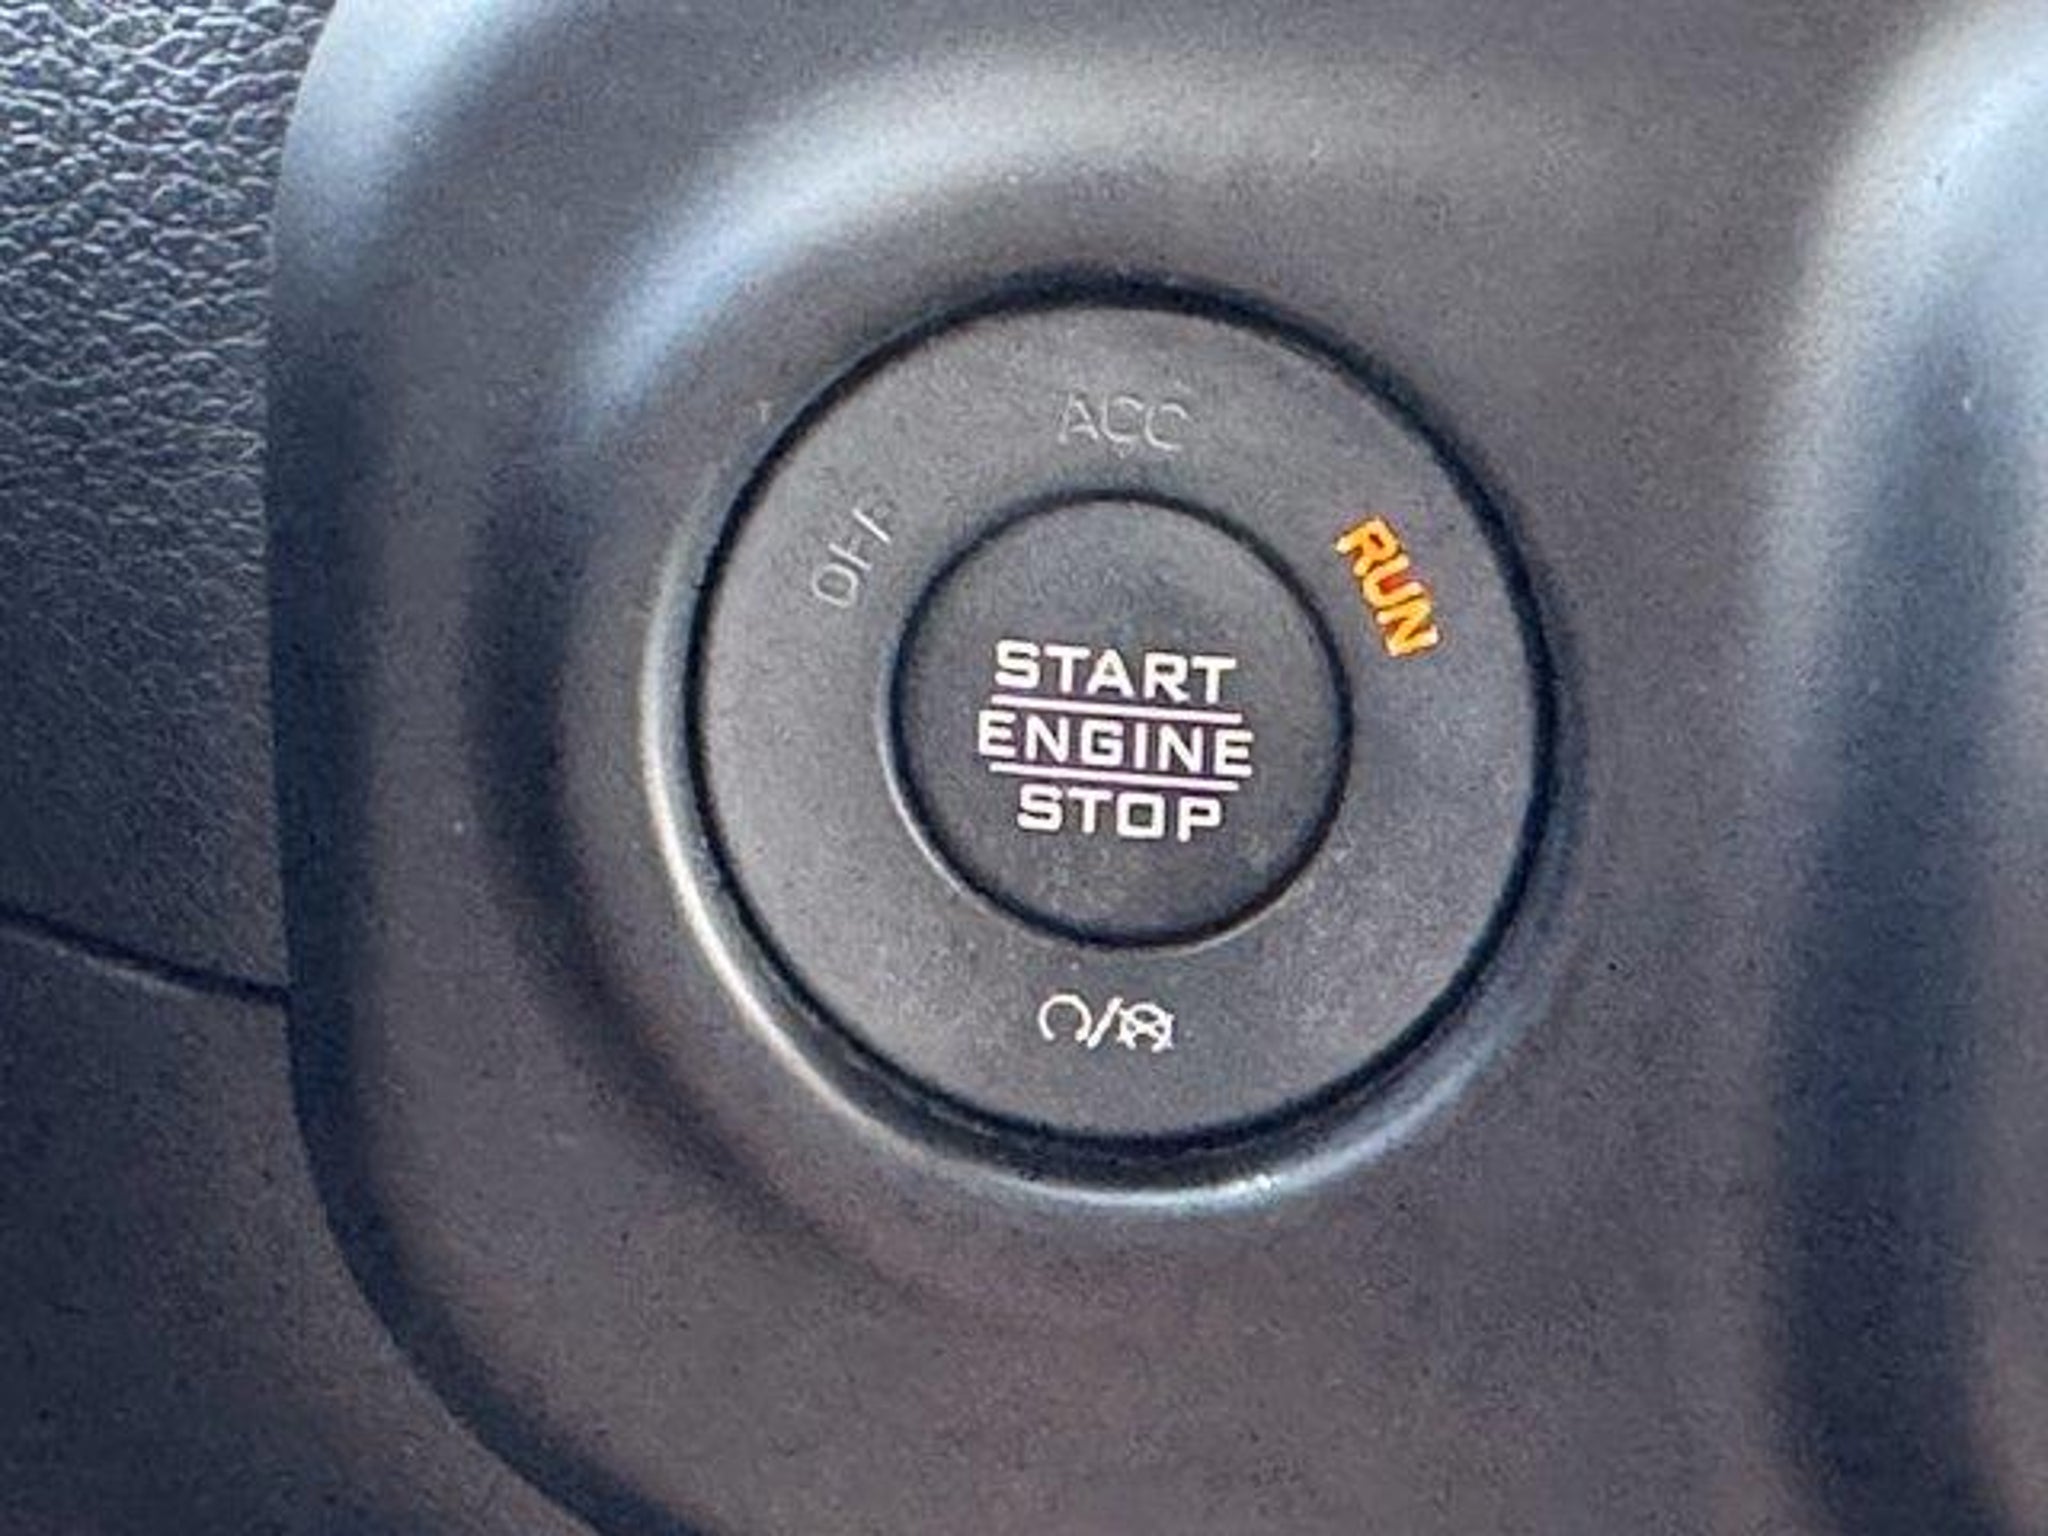 ACC
OFF
RUN
START
ENGINE
STOP